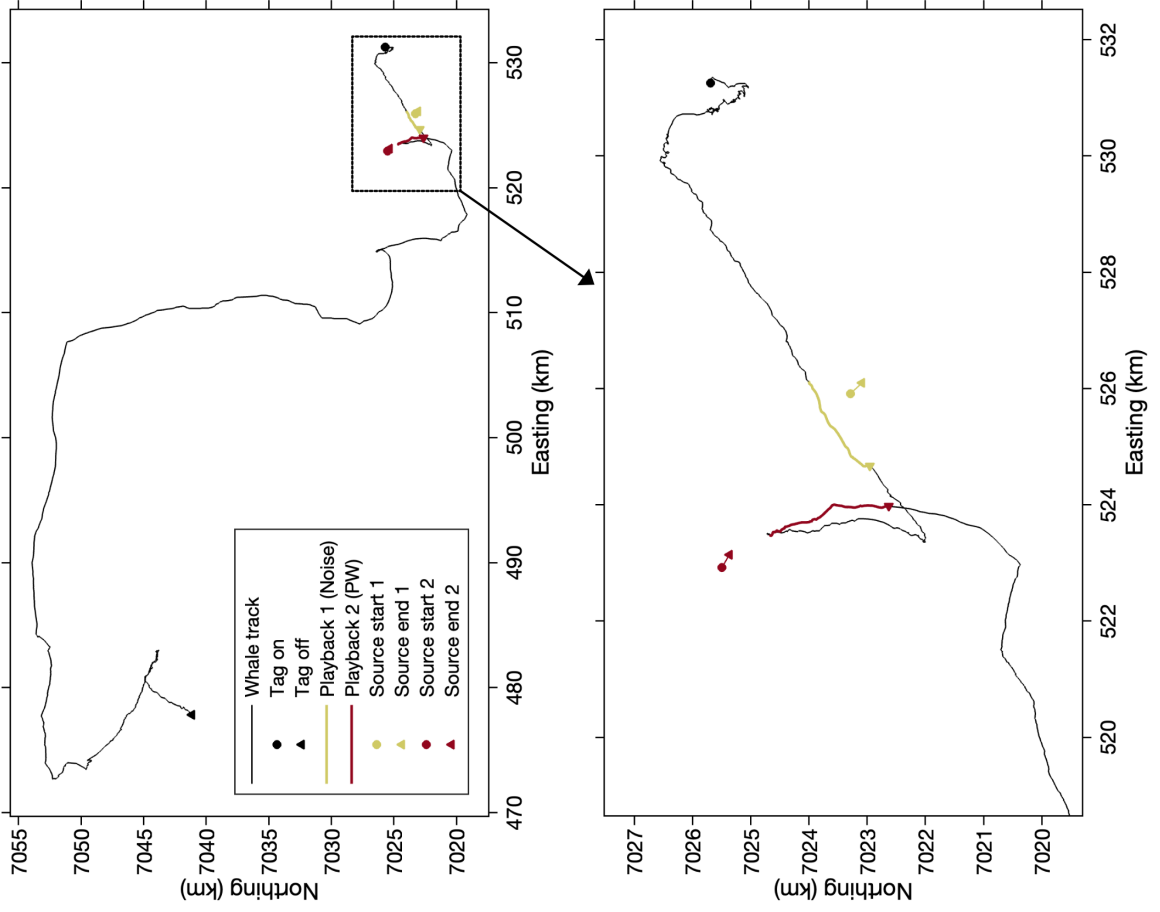 Northing (km)
7055
7050
7045
7040
7035
7030
7025
7020
470
480
490
500
510
520
530
Easting (km)
Whale track
Tag on
Tag off
Playback 1 (Noise)
Playback 2 (PW)
Source start 1
Source end 1
Source start 2
Source end 2
Northing (km)
7027
7026
7025
7024
7023
7022
7021
7020
520
522
524
526
528
530
532
Easting (km)